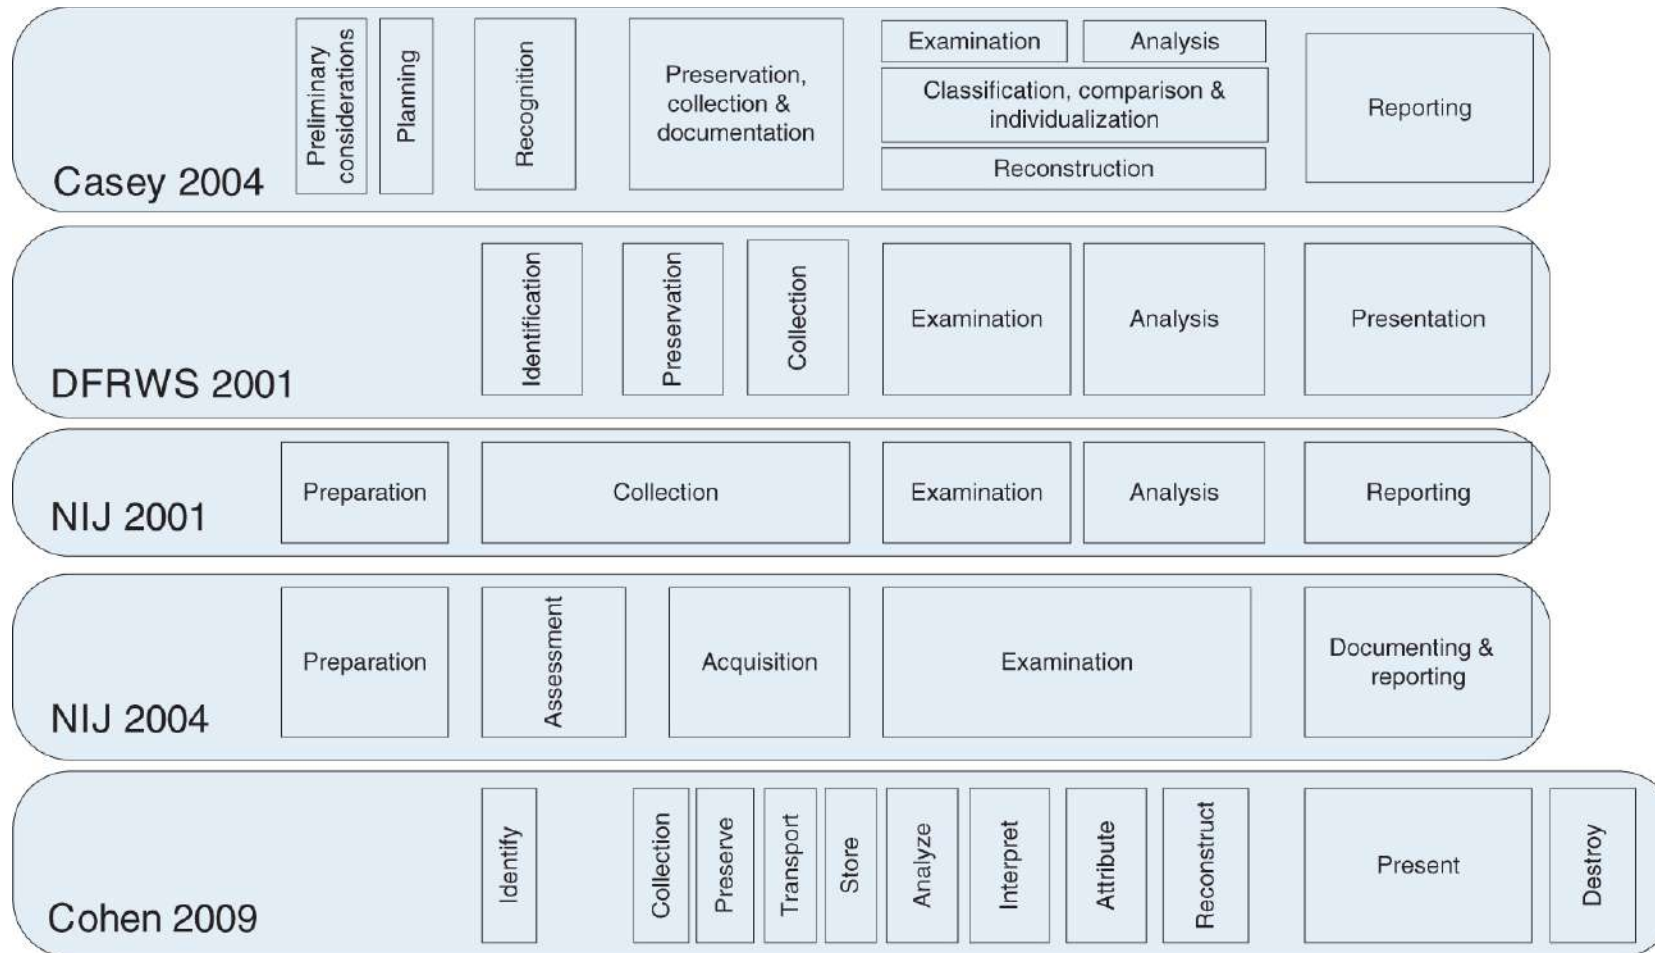 Preliminary
considerations
Planning
Recognition
Preservation,
collection &
documentation
Examination
Analysis
Classification, comparison &
individualization
Reconstruction
Reporting
Casey 2004
Identification
Preservation
Collection
Examination
Analysis
Presentation
DFRWS 2001
Preparation
Collection
Examination
Analysis
Reporting
NIJ 2001
Preparation
Assessment
Acquisition
Examination
Documenting &
reporting
NIJ 2004
Identify
Collection
Preserve
Transport
Store
Analyze
Interpret
Attribute
Reconstruct
Present
Destroy
Cohen 2009